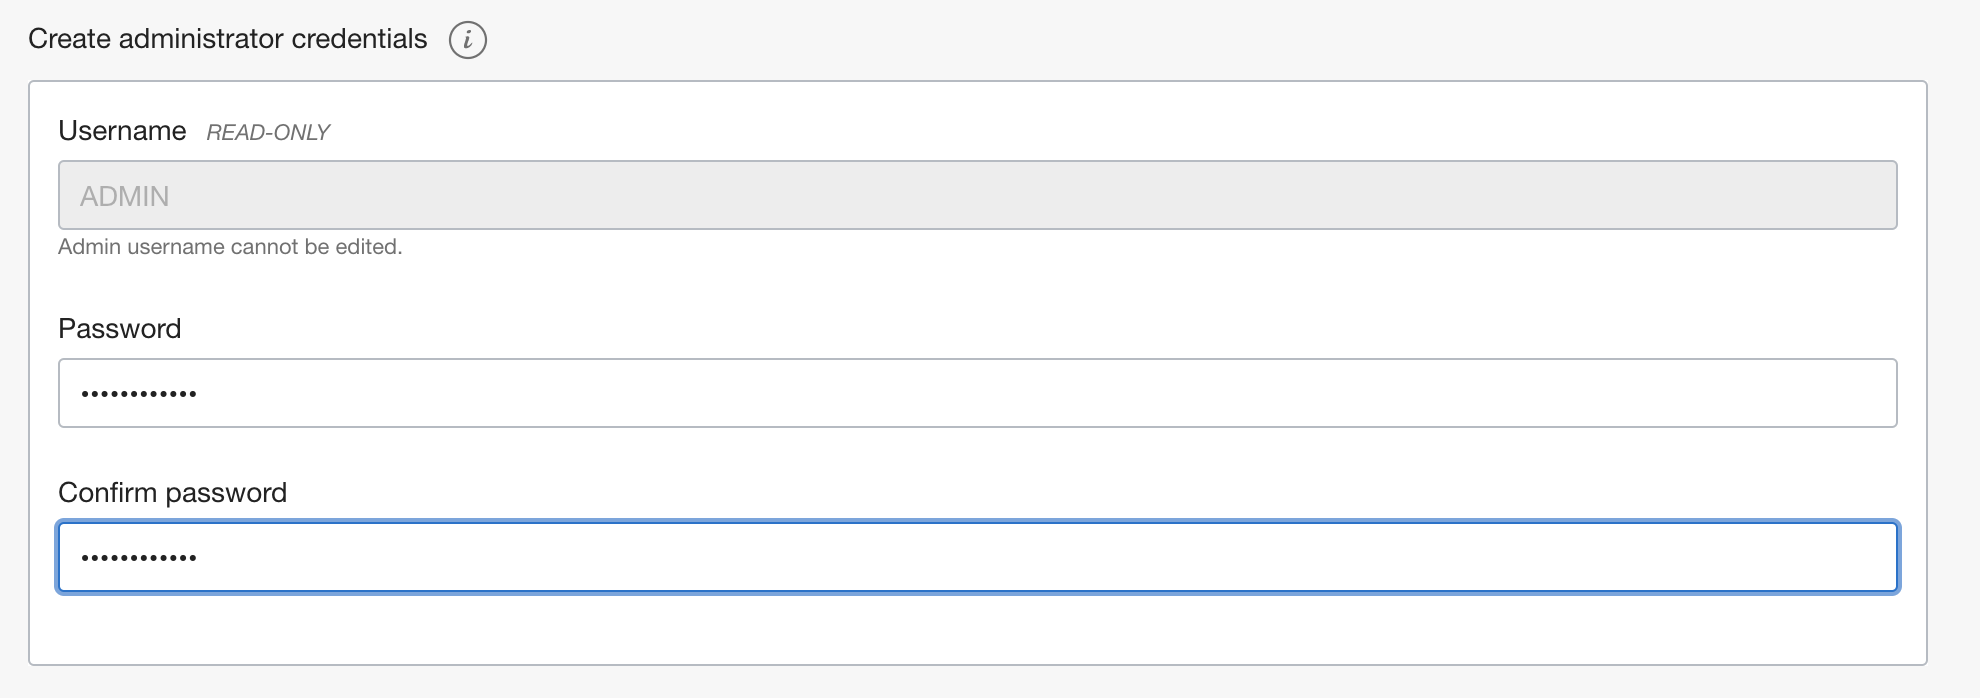 Create administrator credentials i
Username READ-ONLY
ADMIN
Admin username cannot be edited.
Password
••••••••••••
Confirm password
••••••••••••